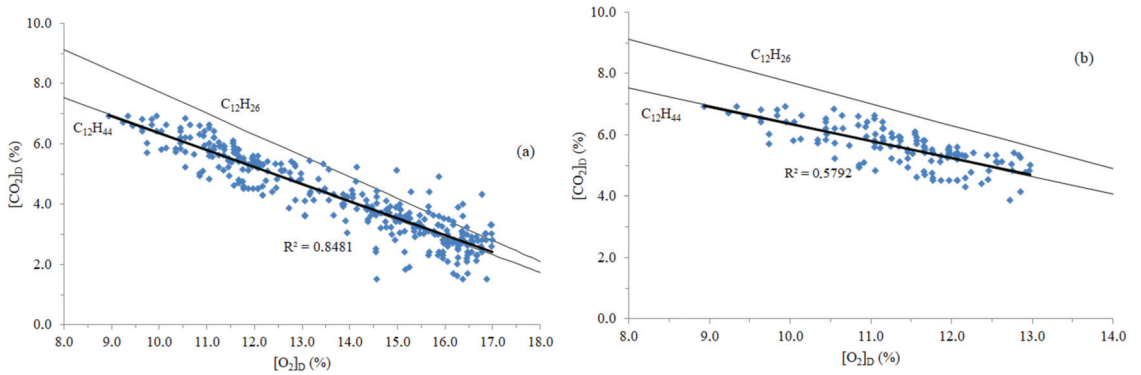 10.0
8.0
6.0
4.0
2.0
0.0
[CO₂]D (%)
C₁₂H₂₆
C₁₂H₄₄
(a)
R² = 0.8481
8.0 9.0 10.0 11.0 12.0 13.0 14.0 15.0 16.0 17.0 18.0
[O₂]D (%)
10.0
8.0
6.0
4.0
2.0
0.0
[CO₂]D (%)
C₁₂H₂₆
(b)
C₁₂H₄₄
R² = 0.5792
8.0 9.0 10.0 11.0 12.0 13.0 14.0
[O₂]D (%)